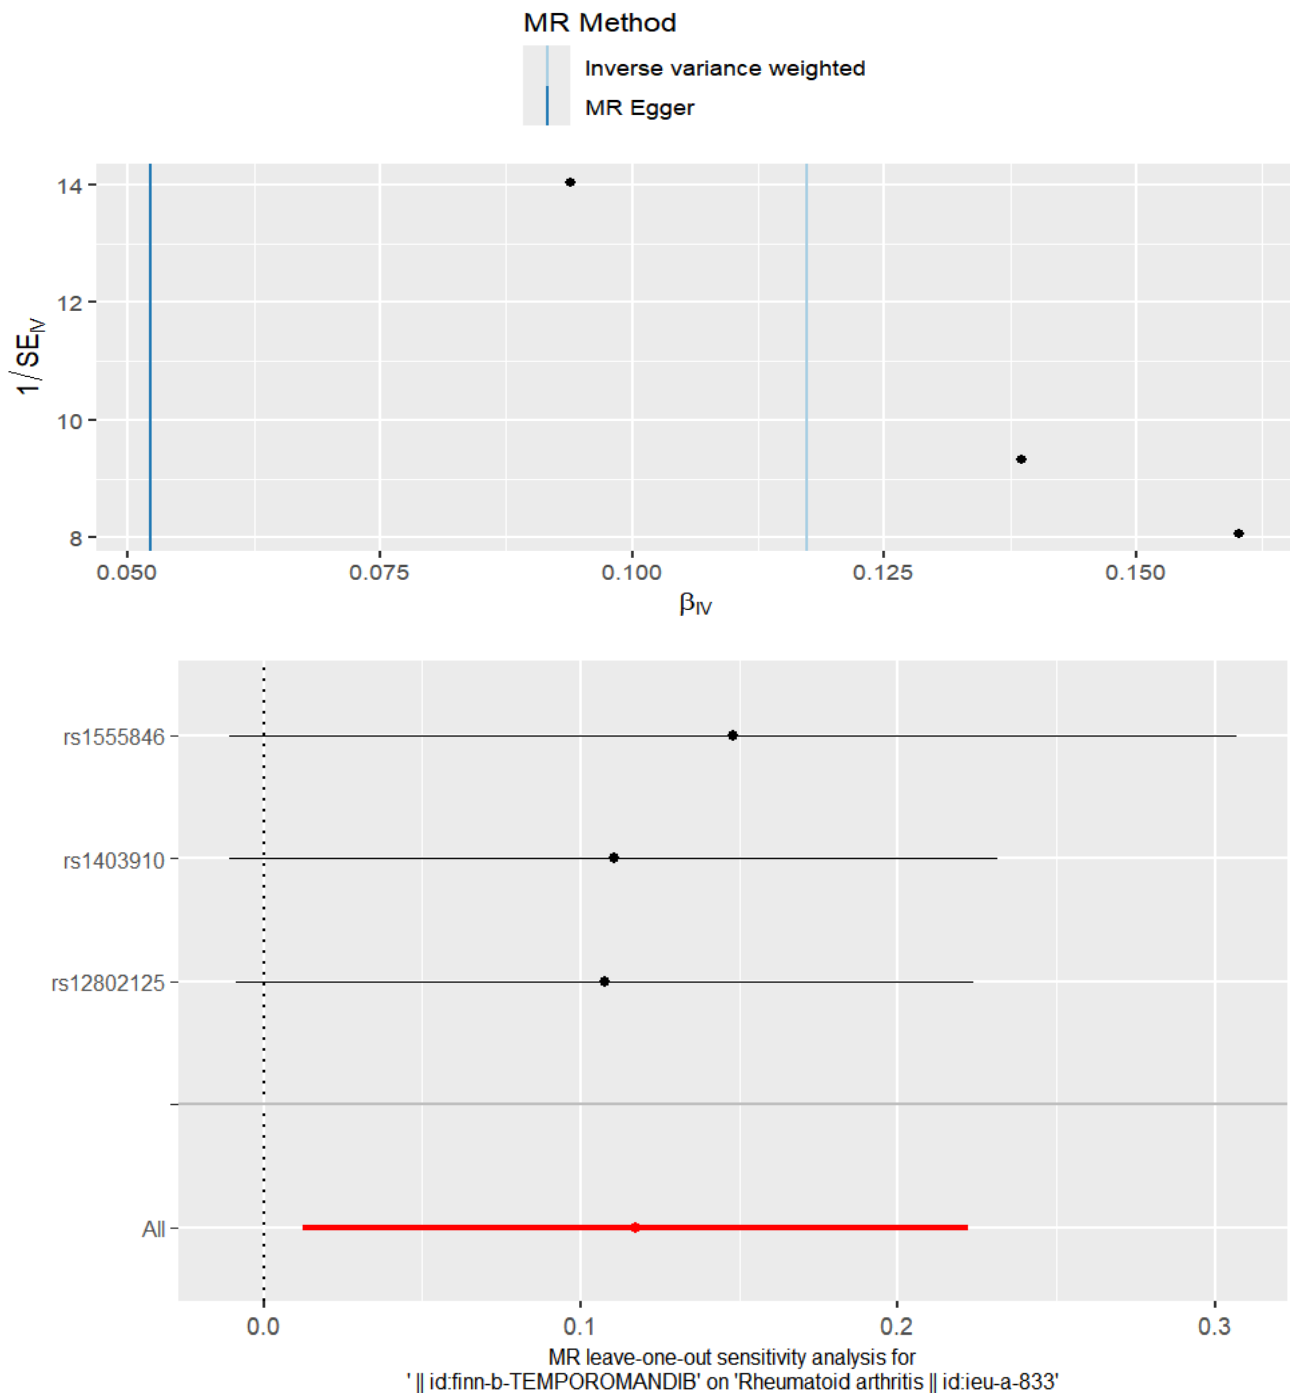 MR Method
Inverse variance weighted
MR Egger
14
12
10
8
1/SE_IV
0.050 0.075 0.100 0.125 0.150
β_IV
rs1555846
rs1403910
rs12802125
All
0.0 0.1 0.2 0.3
MR leave-one-out sensitivity analysis for
' || id:finn-b-TEMPOROMANDIB' on 'Rheumatoid arthritis || id:ieu-a-833'